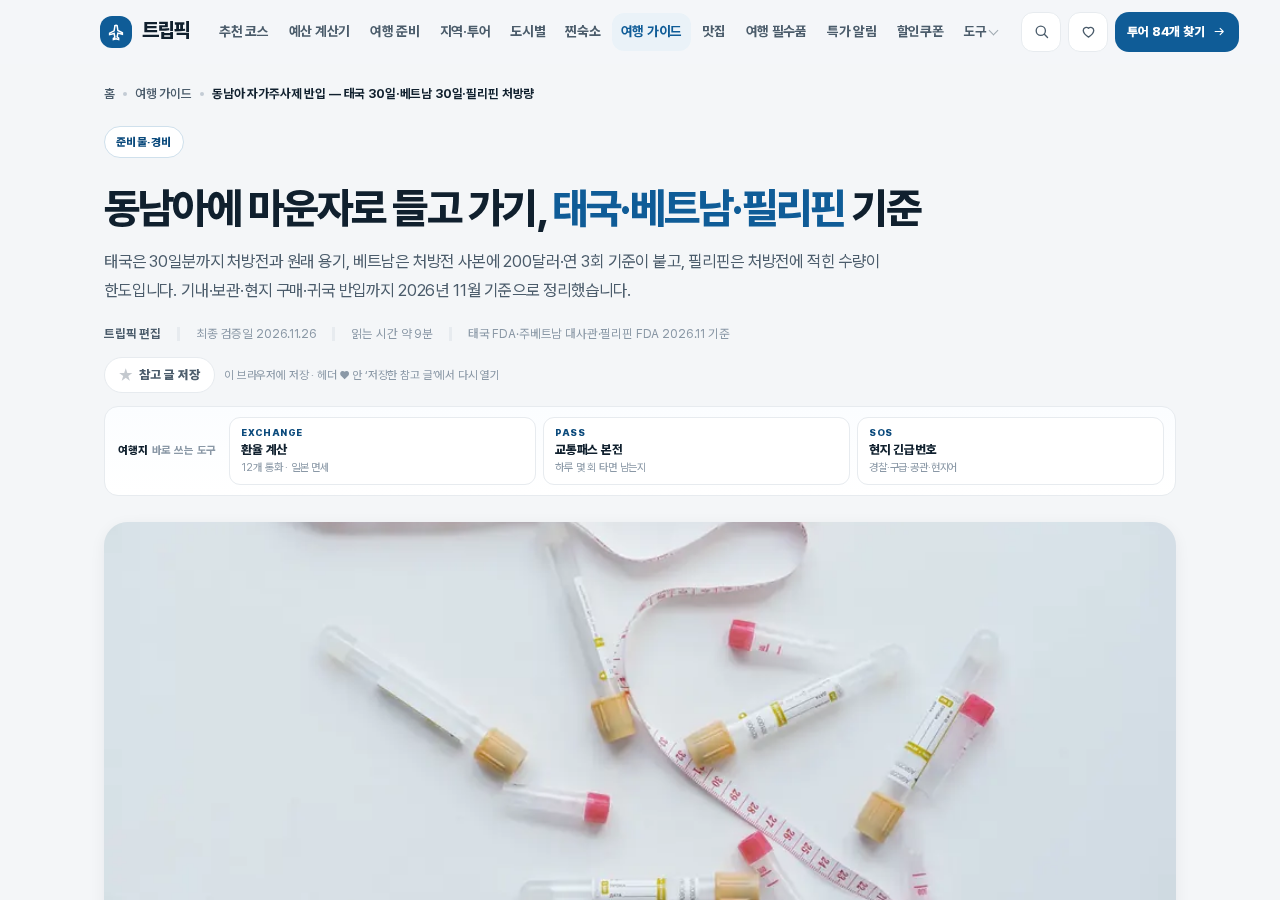 트립픽
추천 코스
예산 계산기
여행 준비
지역·투어
도시별
찐숙소
여행 가이드
맛집
여행 필수품
특가 알림
할인쿠폰
도구
투어 84개 찾기 →
홈 • 여행 가이드 • 동남아 자가주사제 반입 — 태국 30일·베트남 30일·필리핀 처방량
준비물·경비
동남아에 마운자로 들고 가기, 태국·베트남·필리핀 기준
태국은 30일분까지 처방전과 원래 용기, 베트남은 처방전 사본에 200달러·연 3회 기준이 붙고, 필리핀은 처방전에 적힌 수량이
한도입니다. 기내·보관·현지 구매·귀국 반입까지 2026년 11월 기준으로 정리했습니다.
트립픽 편집 | 최종 검증일 2026.11.26 | 읽는 시간 약 9분 | 태국 FDA·주베트남 대사관·필리핀 FDA 2026.11 기준
★ 참고 글 저장
이 브라우저에 저장 · 헤더 ♥ 안 ‘저장한 참고 글’에서 다시 열기
여행지 바로 쓰는 도구
EXCHANGE
환율 계산
12개 통화 · 일본 면세
PASS
교통패스 본전
하루 몇 회 타면 남는지
SOS
현지 긴급번호
경찰·구급·공관·현지어
31
30
29
28
27
26
25
24
23